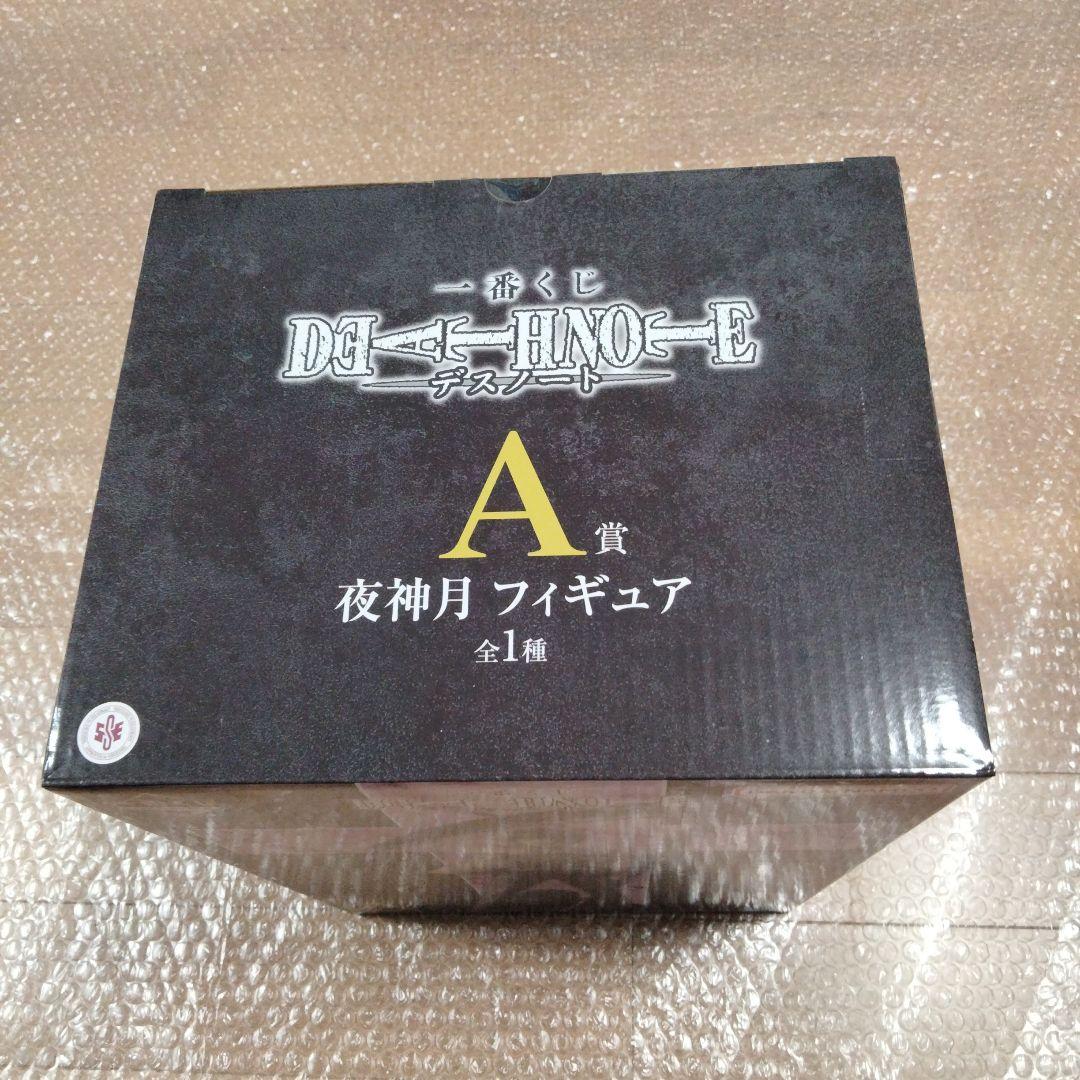 一番くじ
DEATH NOTE
デスノート
A賞
夜神月 フィギュア
全1種